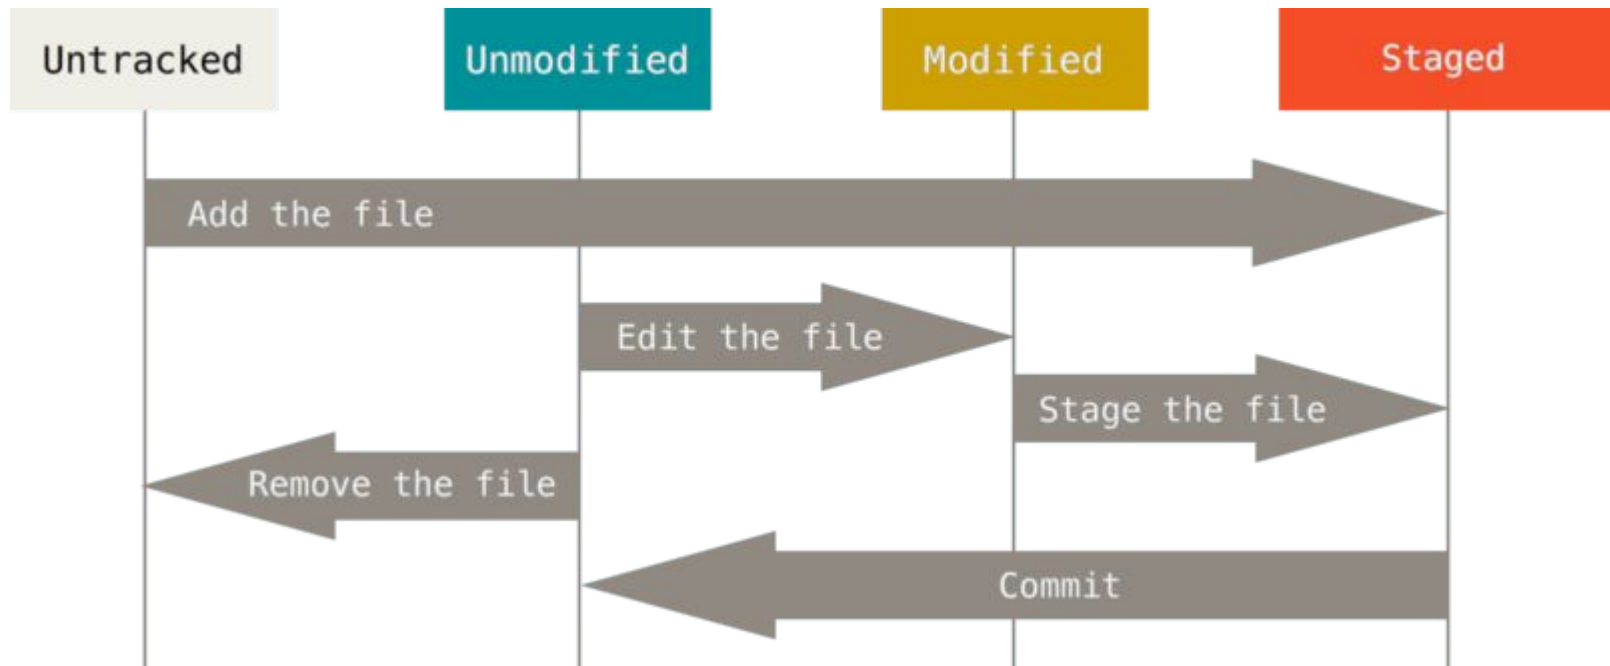 Untracked
Unmodified
Modified
Staged
Add the file
Edit the file
Stage the file
Remove the file
Commit